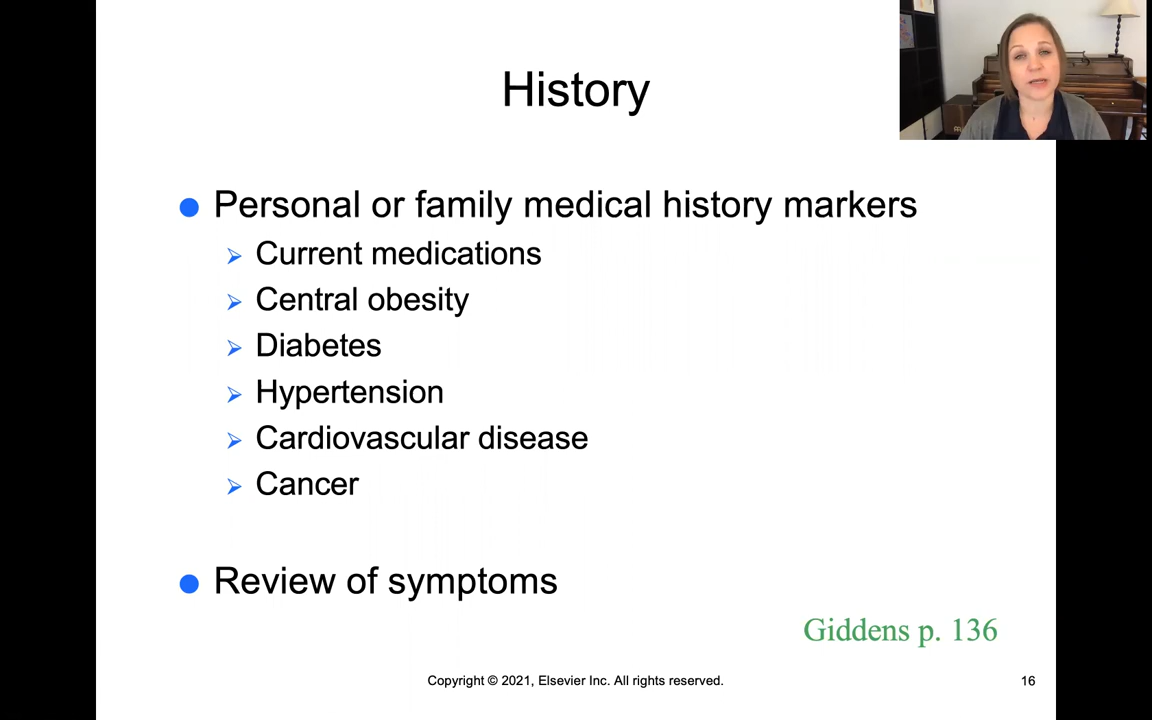 History
Personal or family medical history markers
Current medications
Central obesity
Diabetes
Hypertension
Cardiovascular disease
Cancer
Review of symptoms
Giddens p. 136
Copyright © 2021, Elsevier Inc. All rights reserved.
16